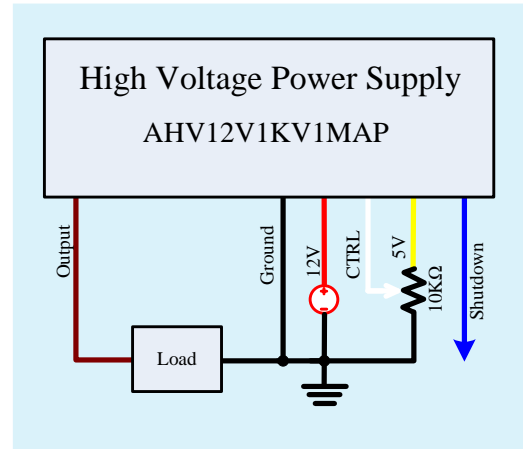 High Voltage Power Supply
AHV12V1KV1MAP
Output
Ground
12V
CTRL
5V
10KΩ
Shutdown
Load